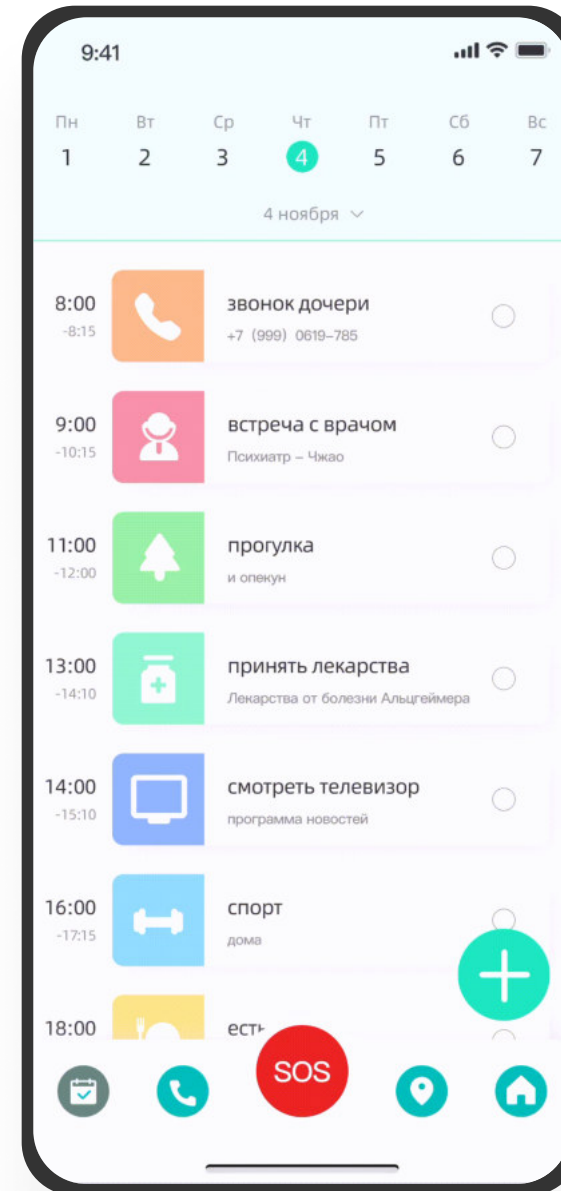 9:41
Пн Вт Ср Чт Пт Сб Вс
1 2 3 4 5 6 7
4 ноября
8:00 звонок дочери
-8:15 +7 (999) 0619-785
9:00 встреча с врачом
-10:15 Психиатр – Чжао
11:00 прогулка
-12:00 и опекун
13:00 принять лекарства
-14:10 Лекарства от болезни Альцгеймера
14:00 смотреть телевизор
-15:10 программа новостей
16:00 спорт
-17:15 дома
18:00 есть
SOS